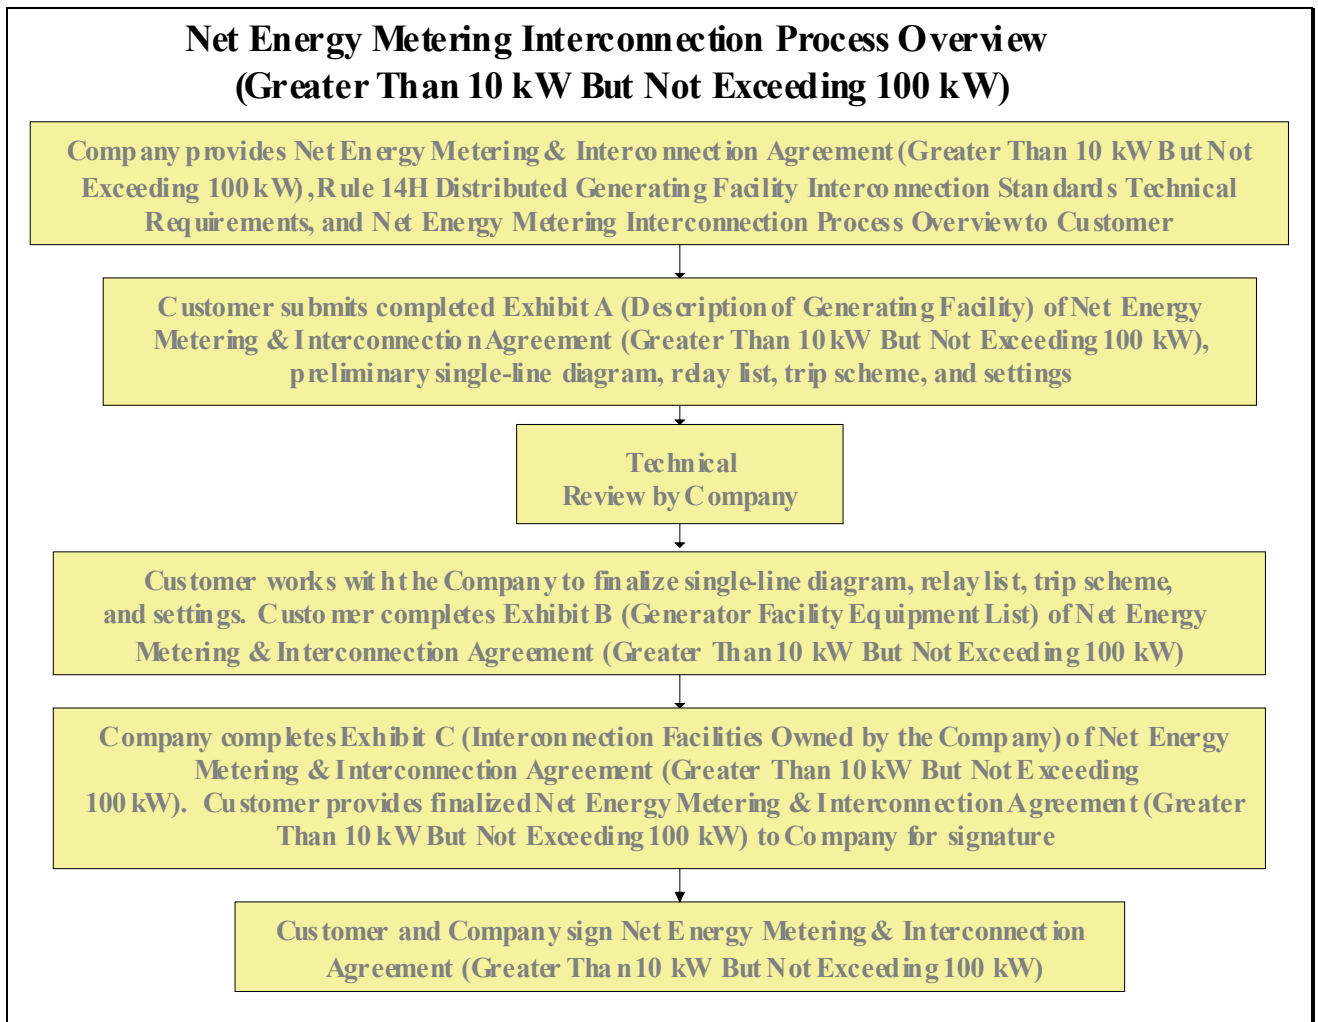 Net Energy Metering Interconnection Process Overview
(Greater Than 10 kW But Not Exceeding 100 kW)
Company provides Net Energy Metering & Interconnection Agreement (Greater Than 10 kW But Not
Exceeding 100 kW), Rule 14H Distributed Generating Facility Interconnection Standards Technical
Requirements, and Net Energy Metering Interconnection Process Overview to Customer
Customer submits completed Exhibit A (Description of Generating Facility) of Net Energy
Metering & Interconnection Agreement (Greater Than 10 kW But Not Exceeding 100 kW),
preliminary single-line diagram, relay list, trip scheme, and settings
Technical
Review by Company
Customer works with the Company to finalize single-line diagram, relay list, trip scheme,
and settings. Customer completes Exhibit B (Generator Facility Equipment List) of Net Energy
Metering & Interconnection Agreement (Greater Than 10 kW But Not Exceeding 100 kW)
Company completes Exhibit C (Interconnection Facilities Owned by the Company) of Net Energy
Metering & Interconnection Agreement (Greater Than 10 kW But Not Exceeding
100 kW). Customer provides finalized Net Energy Metering & Interconnection Agreement (Greater
Than 10 kW But Not Exceeding 100 kW) to Company for signature
Customer and Company sign Net Energy Metering & Interconnection
Agreement (Greater Than 10 kW But Not Exceeding 100 kW)